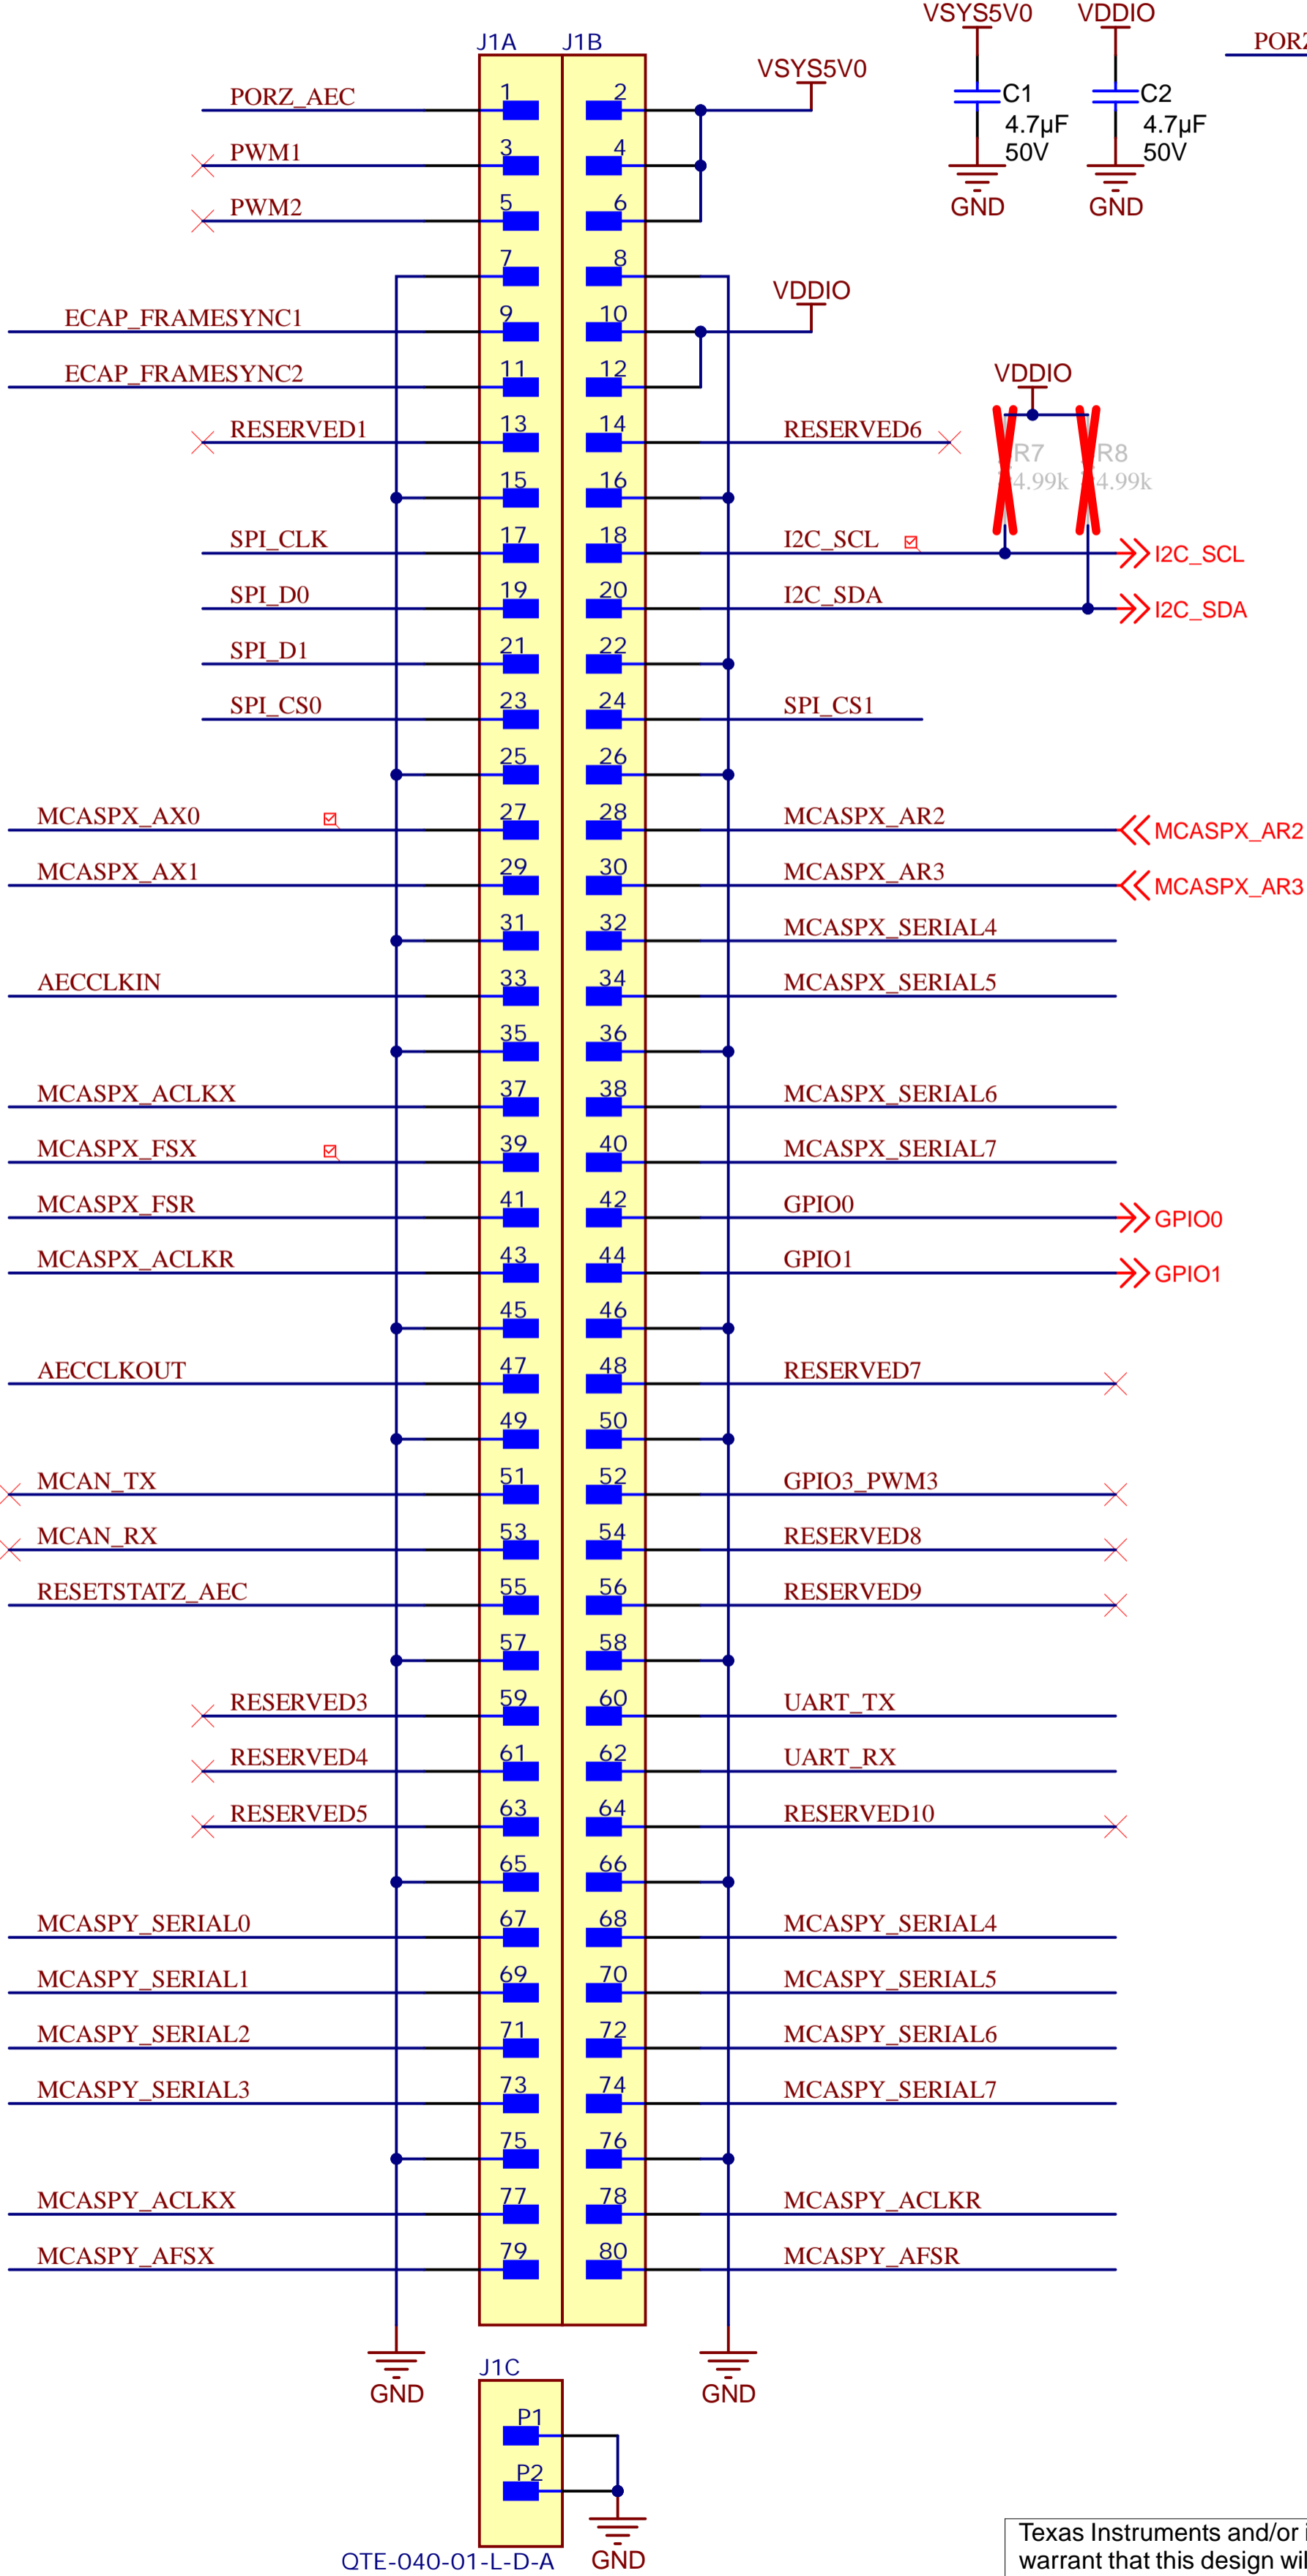 VSYS5V0 VDDIO
J1A J1B PORZ
VSYS5V0
C1 C2
4.7µF 4.7µF
50V 50V
GND GND
PORZ_AEC 1 2
PWM1 3 4
PWM2 5 6
7 8
VDDIO
ECAP_FRAMESYNC1 9 10
ECAP_FRAMESYNC2 11 12
VDDIO
RESERVED1 13 14 RESERVED6
R7 R8
4.99k 4.99k
15 16
SPI_CLK 17 18 I2C_SCL I2C_SCL
SPI_D0 19 20 I2C_SDA I2C_SDA
SPI_D1 21 22
SPI_CS0 23 24 SPI_CS1
25 26
MCASPX_AX0 27 28 MCASPX_AR2 MCASPX_AR2
MCASPX_AX1 29 30 MCASPX_AR3 MCASPX_AR3
31 32 MCASPX_SERIAL4
AECCLKIN 33 34 MCASPX_SERIAL5
35 36
MCASPX_ACLKX 37 38 MCASPX_SERIAL6
MCASPX_FSX 39 40 MCASPX_SERIAL7
MCASPX_FSR 41 42 GPIO0 GPIO0
MCASPX_ACLKR 43 44 GPIO1 GPIO1
45 46
AECCLKOUT 47 48 RESERVED7
49 50
MCAN_TX 51 52 GPIO3_PWM3
MCAN_RX 53 54 RESERVED8
RESETSTATZ_AEC 55 56 RESERVED9
57 58
RESERVED3 59 60 UART_TX
RESERVED4 61 62 UART_RX
RESERVED5 63 64 RESERVED10
65 66
MCASPY_SERIAL0 67 68 MCASPY_SERIAL4
MCASPY_SERIAL1 69 70 MCASPY_SERIAL5
MCASPY_SERIAL2 71 72 MCASPY_SERIAL6
MCASPY_SERIAL3 73 74 MCASPY_SERIAL7
75 76
MCASPY_ACLKX 77 78 MCASPY_ACLKR
MCASPY_AFSX 79 80 MCASPY_AFSR
J1C
GND GND
P1
P2
QTE-040-01-L-D-A GND
Texas Instruments and/or
warrant that this design